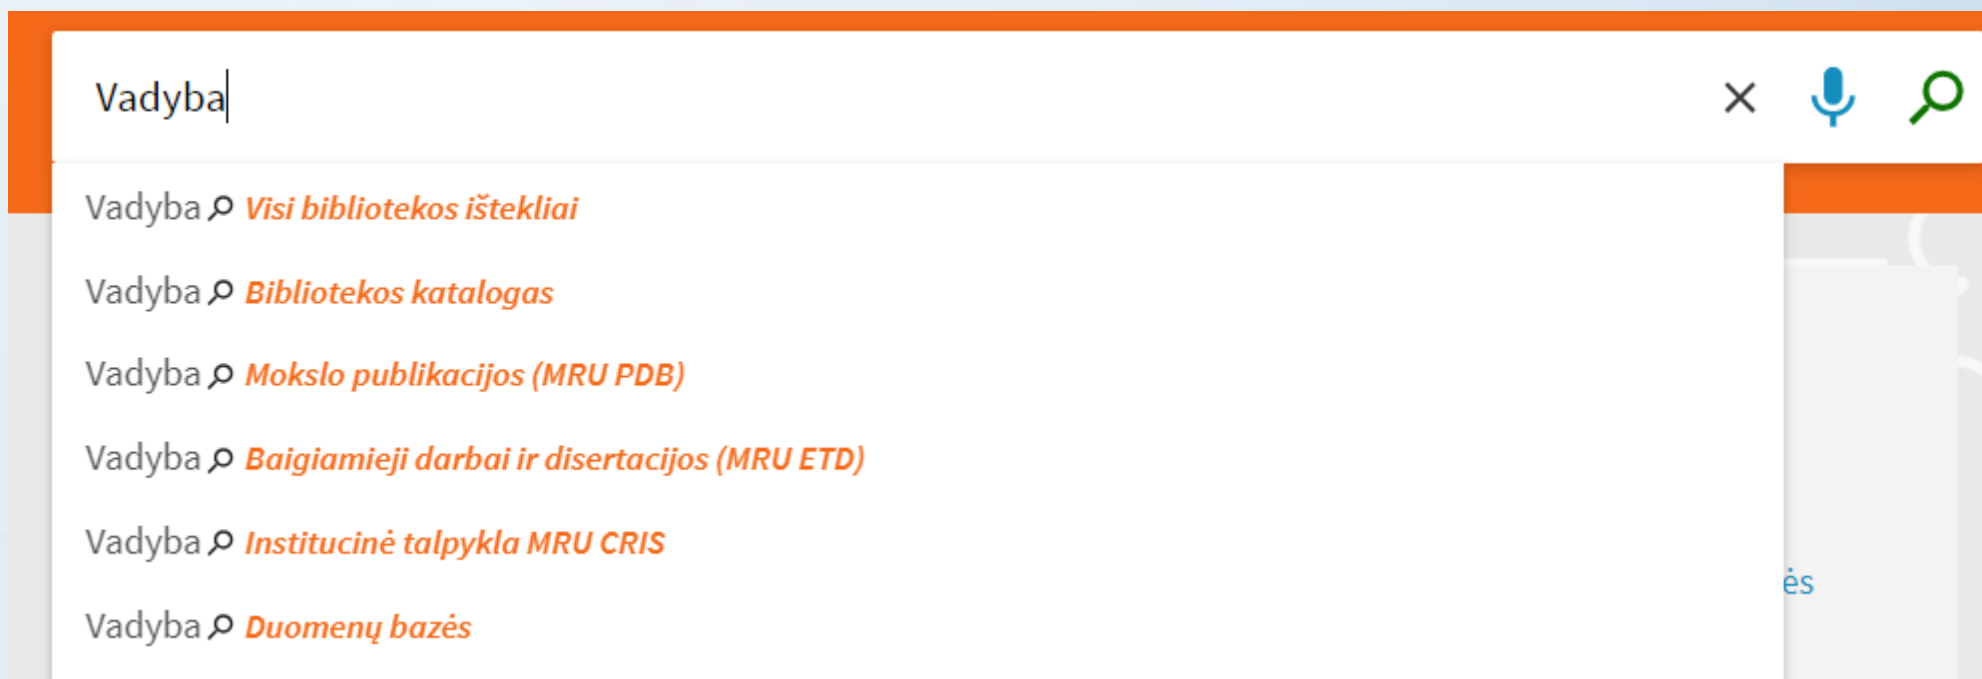 Vadyba
Vadyba Visi bibliotekos ištekliai
Vadyba Bibliotekos katalogas
Vadyba Mokslo publikacijos (MRU PDB)
Vadyba Baigiamieji darbai ir disertacijos (MRU ETD)
Vadyba Institucinė talpykla MRU CRIS
ės
Vadyba Duomenų bazės